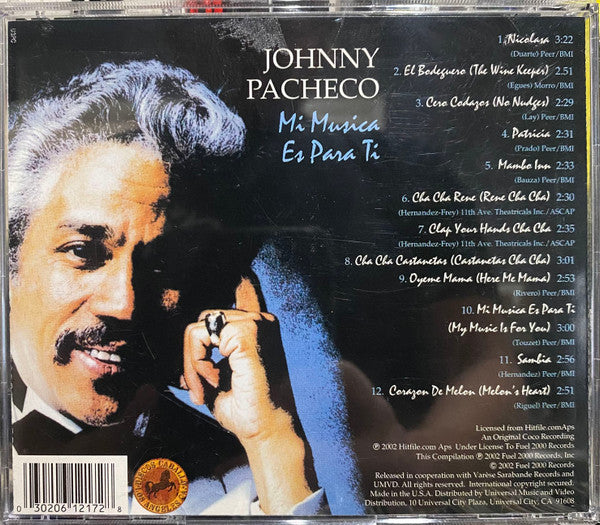 JOHNNY
PACHECO
Mi Musica
Es Para Ti
1. Nicolasa 3:22
(Duarte) Peer/BMI
2. El Bodeguero (The Wine Keeper) 2:51
(Egues) Morro/BMI
3. Cero Codazos (No Nudges) 2:29
(Lay) Peer/BMI
4. Patricia 2:31
(Prado) Peer/BMI
5. Mambo Inn 2:33
(Bauza) Peer/BMI
6. Cha Cha Rene (Rene Cha Cha) 2:30
(Hernandez-Frey) 11th Ave. Theatricals Inc./ASCAP
7. Clap Your Hands Cha Cha 2:35
(Hernandez-Frey) 11th Ave. Theatricals Inc./ASCAP
8. Cha Cha Castanetas (Castanetas Cha Cha) 3:01
9. Oyeme Mama (Here Me Mama) 2:53
(Rivero) Peer/BMI
10. Mi Musica Es Para Ti
(My Music Is For You) 3:00
(Touzet) Peer/BMI
11. Sambia 2:56
(Hernandez) Peer/BMI
12. Corazon De Melon (Melon's Heart) 2:51
(Riguel) Peer/BMI
Licensed from Hitfile.comAps
An Original Coco Recording
℗ 2002 Hitfile.com Aps Under License To Fuel 2000 Records
This Compilation ℗ 2002 Fuel 2000 Records, Inc
© 2002 Fuel 2000 Records
Released in cooperation with Varèse Sarabande Records and
UMVD. All rights reserved. International copyright secured.
Made in the U.S.A. Distributed by Universal Music and Video
Distribution, 10 Universal City Plaza, Universal City, CA 91608
0 30206 12172 8